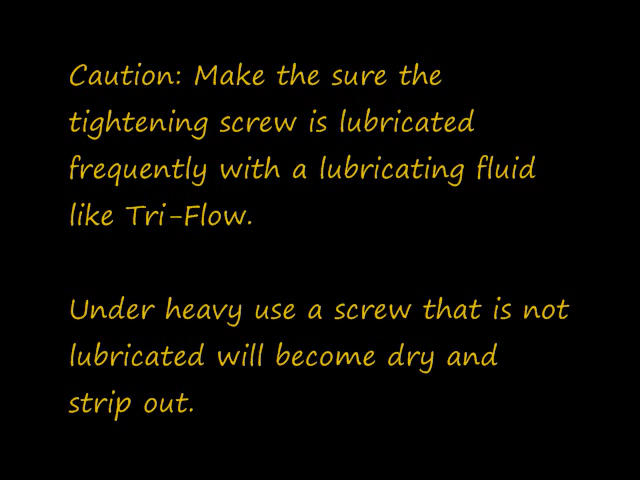 Caution: Make the sure the
tightening screw is lubricated
frequently with a lubricating fluid
like Tri-Flow.
Under heavy use a screw that is not
lubricated will become dry and
strip out.